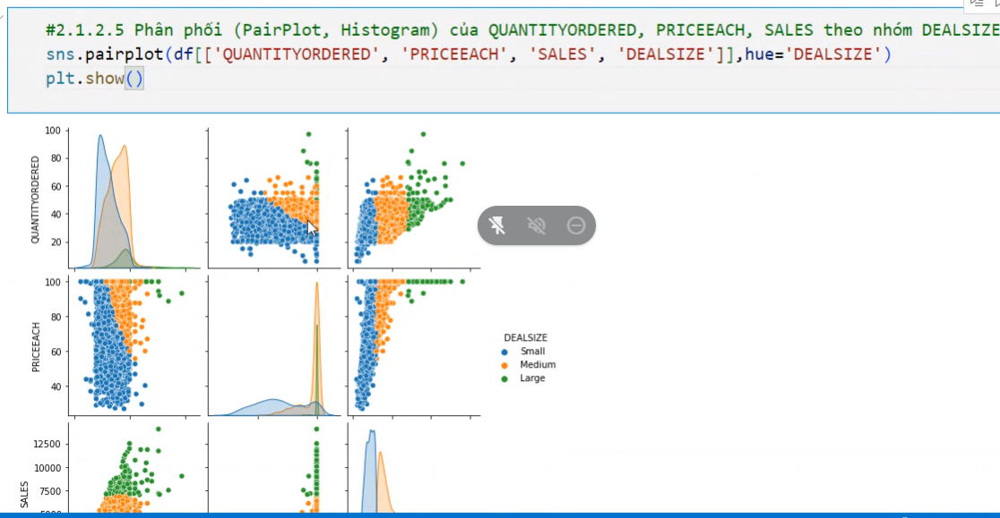 #2.1.2.5 Phân phối (PairPlot, Histogram) của QUANTITYORDERED, PRICEEACH, SALES theo nhóm DEALSIZE
sns.pairplot(df[['QUANTITYORDERED', 'PRICEEACH', 'SALES', 'DEALSIZE']],hue='DEALSIZE')
plt.show()
100
80
60
40
20
QUANTITYORDERED
100
80
60
40
PRICEEACH
DEALSIZE
Small
Medium
Large
12500
10000
7500
5000
SALES